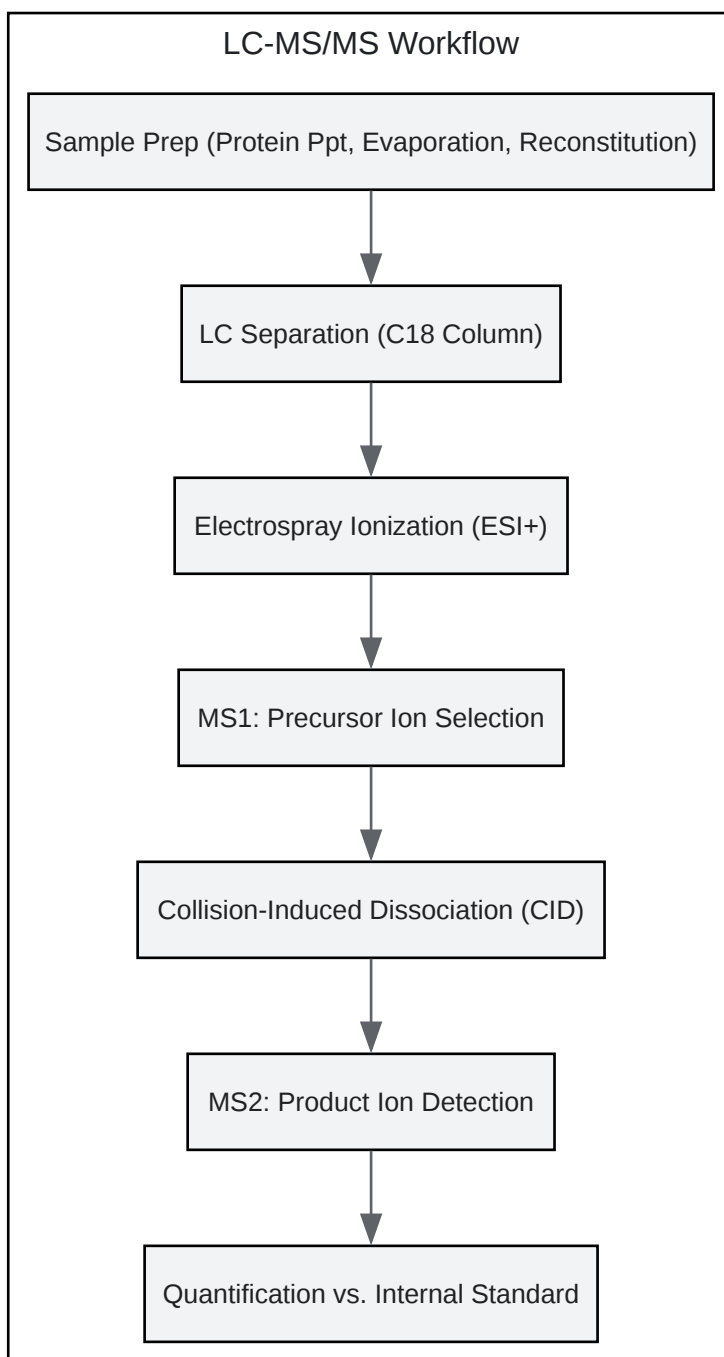 LC-MS/MS Workflow
Sample Prep (Protein Ppt, Evaporation, Reconstitution)
LC Separation (C18 Column)
Electrospray Ionization (ESI+)
MS1: Precursor Ion Selection
Collision-Induced Dissociation (CID)
MS2: Product Ion Detection
Quantification vs. Internal Standard